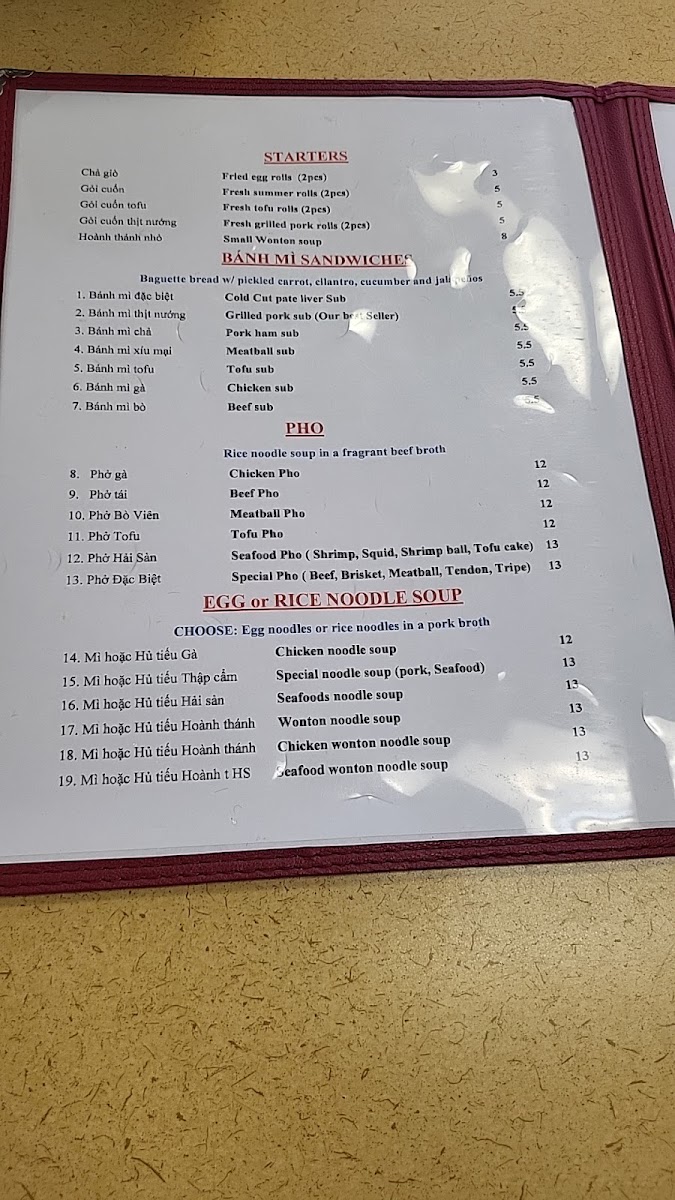 STARTERS
Chả giò Fried egg rolls (2pcs) 3
Gỏi cuốn Fresh summer rolls (2pcs) 5
Gỏi cuốn tofu Fresh tofu rolls (2pcs) 5
Gỏi cuốn thịt nướng Fresh grilled pork rolls (2pcs) 5
Hoành thánh nhỏ Small Wonton soup 8
BÁNH MÌ SANDWICHES
Baguette bread w/ pickled carrot, cilantro, cucumber and jalapeños
1. Bánh mì đặc biệt Cold Cut pate liver Sub 5.5
2. Bánh mì thịt nướng Grilled pork sub (Our best Seller) 5.5
3. Bánh mì chả Pork ham sub 5.5
4. Bánh mì xíu mại Meatball sub 5.5
5. Bánh mì tofu Tofu sub 5.5
6. Bánh mì gà Chicken sub 5.5
7. Bánh mì bò Beef sub 5.5
PHO
Rice noodle soup in a fragrant beef broth
8. Phở gà Chicken Pho 12
9. Phở tái Beef Pho 12
10. Phở Bò Viên Meatball Pho 12
11. Phở Tofu Tofu Pho 12
12. Phở Hải Sản Seafood Pho ( Shrimp, Squid, Shrimp ball, Tofu cake) 13
13. Phở Đặc Biệt Special Pho ( Beef, Brisket, Meatball, Tendon, Tripe) 13
EGG or RICE NOODLE SOUP
CHOOSE: Egg noodles or rice noodles in a pork broth
14. Mì hoặc Hủ tiếu Gà Chicken noodle soup 12
15. Mì hoặc Hủ tiếu Thập cẩm Special noodle soup (pork, Seafood) 13
16. Mì hoặc Hủ tiếu Hải sản Seafoods noodle soup 13
17. Mì hoặc Hủ tiếu Hoành thánh Wonton noodle soup 13
18. Mì hoặc Hủ tiếu Hoành thánh Chicken wonton noodle soup 13
19. Mì hoặc Hủ tiếu Hoành t HS Seafood wonton noodle soup 13